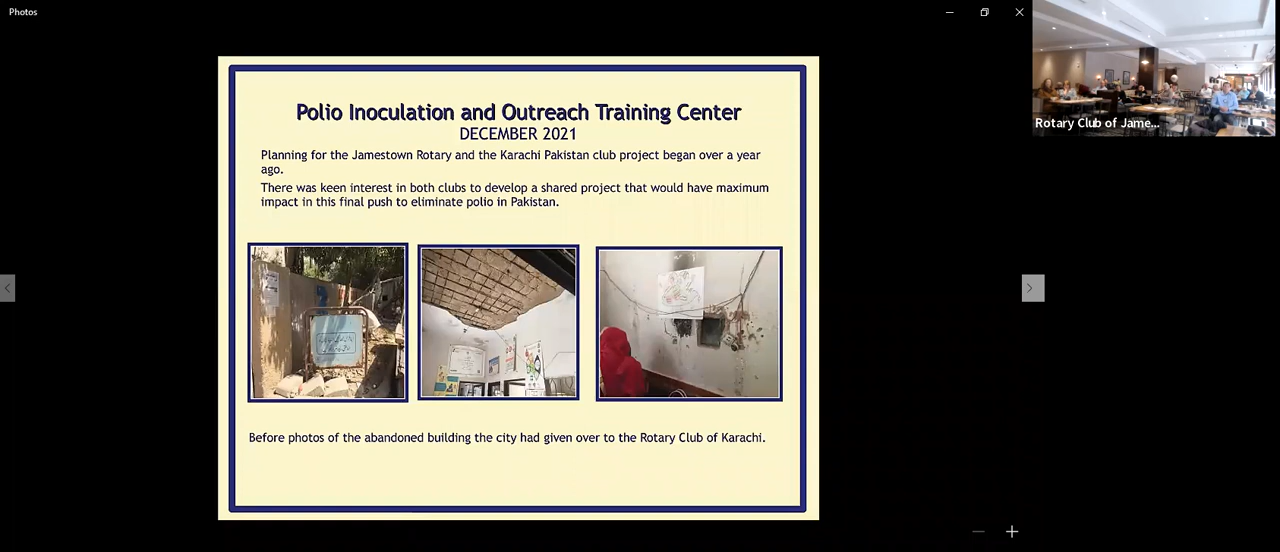 Photos
Rotary Club of Jame...
Polio Inoculation and Outreach Training Center
DECEMBER 2021
Planning for the Jamestown Rotary and the Karachi Pakistan club project began over a year
ago.
There was keen interest in both clubs to develop a shared project that would have maximum
impact in this final push to eliminate polio in Pakistan.
Before photos of the abandoned building the city had given over to the Rotary Club of Karachi.